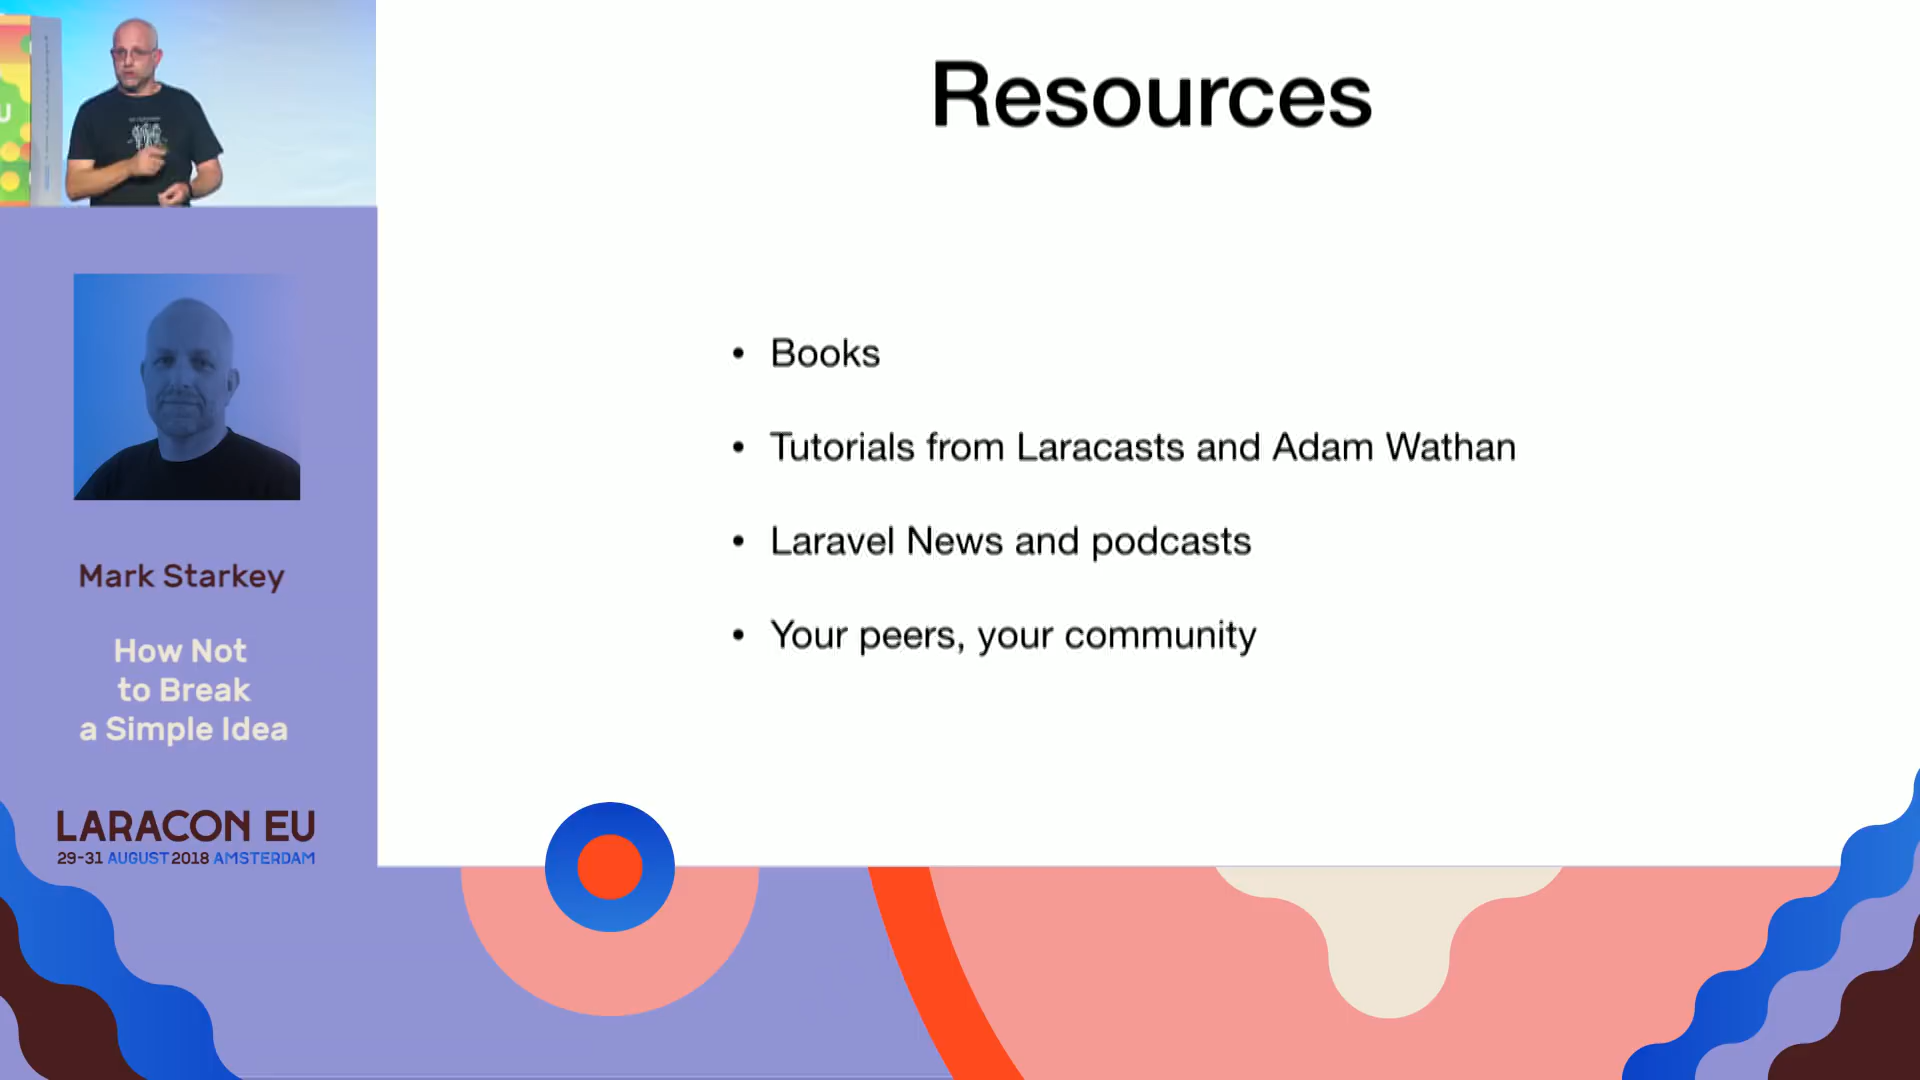 Resources
• Books
• Tutorials from Laracasts and Adam Wathan
• Laravel News and podcasts
• Your peers, your community
Mark Starkey
How Not
to Break
a Simple Idea
LARACON EU
29-31 AUGUST 2018 AMSTERDAM
U